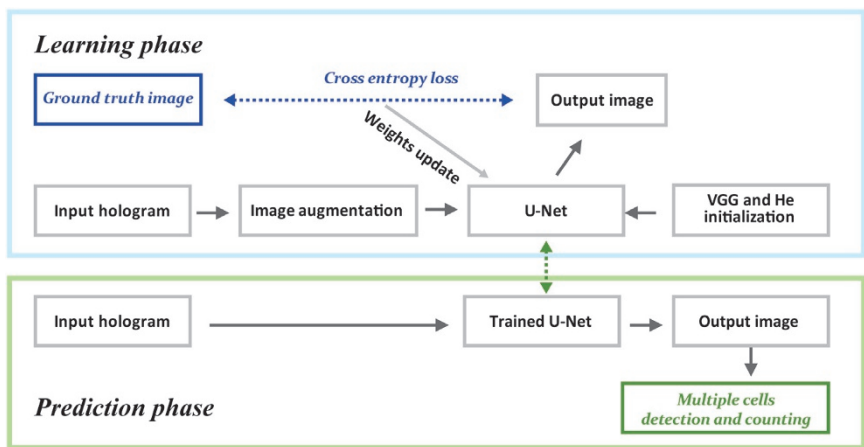 Learning phase
Cross entropy loss
Ground truth image
Output image
Weights update
Input hologram
Image augmentation
U-Net
VGG and He
initialization
Input hologram
Trained U-Net
Output image
Multiple cells
detection and counting
Prediction phase